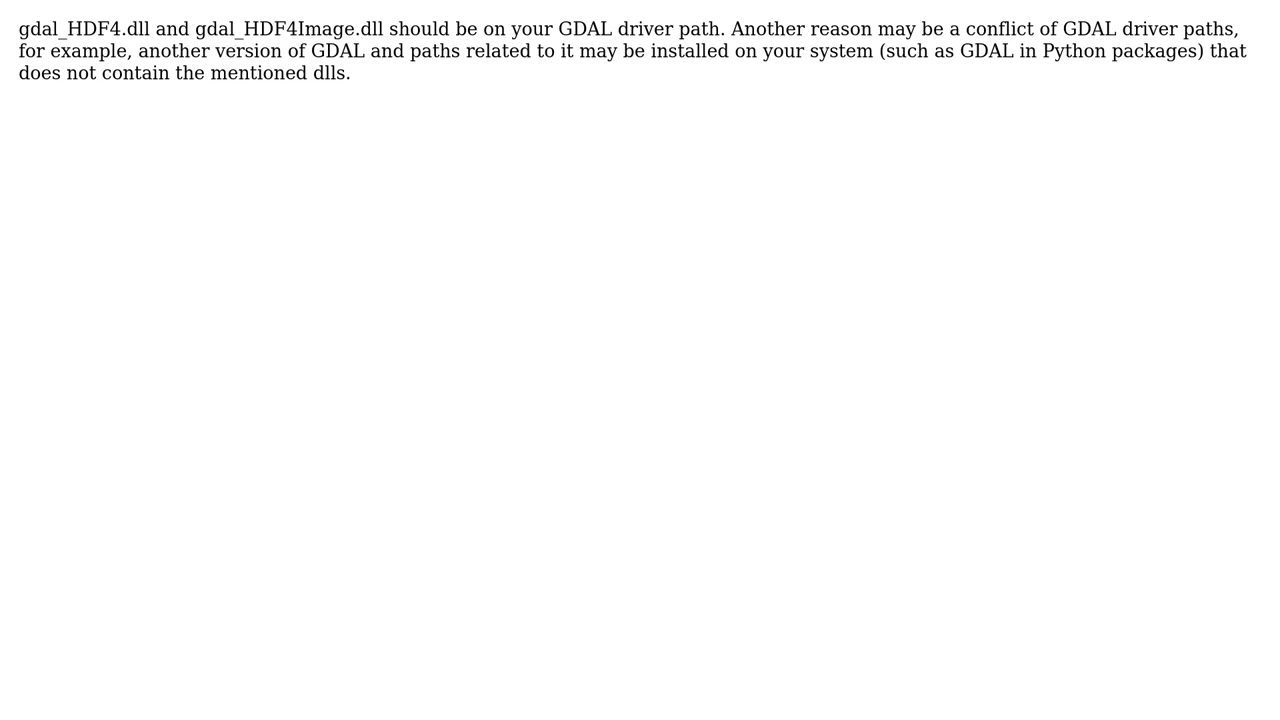 gdal_HDF4.dll and gdal_HDF4Image.dll should be on your GDAL driver path. Another reason may be a conflict of GDAL driver paths,
for example, another version of GDAL and paths related to it may be installed on your system (such as GDAL in Python packages) that
does not contain the mentioned dlls.